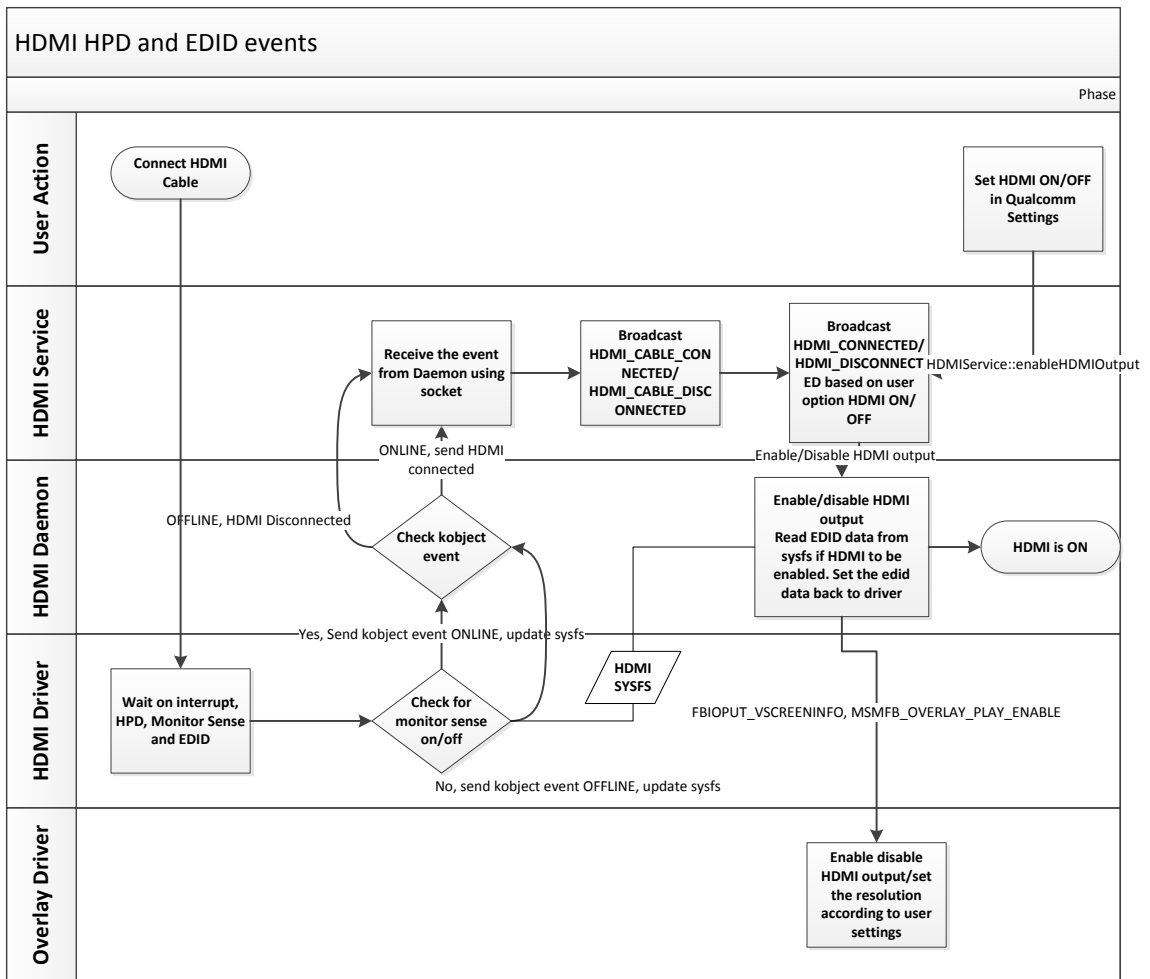 HDMI HPD and EDID events
Phase
User Action
Connect HDMI
Cable
Set HDMI ON/OFF
in Qualcomm
Settings
HDMI Service
Receive the event
from Daemon using
socket
Broadcast
HDMI_CABLE_CON
NECTED/
HDMI_CABLE_DISC
ONNECTED
Broadcast
HDMI_CONNECTED/
HDMI_DISCONNECT
ED based on user
option HDMI ON/
OFF
HDMIService::enableHDMIOutput
ONLINE, send HDMI
connected
Enable/Disable HDMI output
HDMI Daemon
OFFLINE, HDMI Disconnected
Check kobject
event
Enable/disable HDMI
output
Read EDID data from
sysfs if HDMI to be
enabled. Set the edid
data back to driver
HDMI is ON
Yes, Send kobject event ONLINE, update sysfs
HDMI Driver
Wait on interrupt,
HPD, Monitor Sense
and EDID
Check for
monitor sense
on/off
HDMI
SYSFS
FBIOPUT_VSCREENINFO, MSMFB_OVERLAY_PLAY_ENABLE
No, send kobject event OFFLINE, update sysfs
Overlay Driver
Enable disable
HDMI output/set
the resolution
according to user
settings